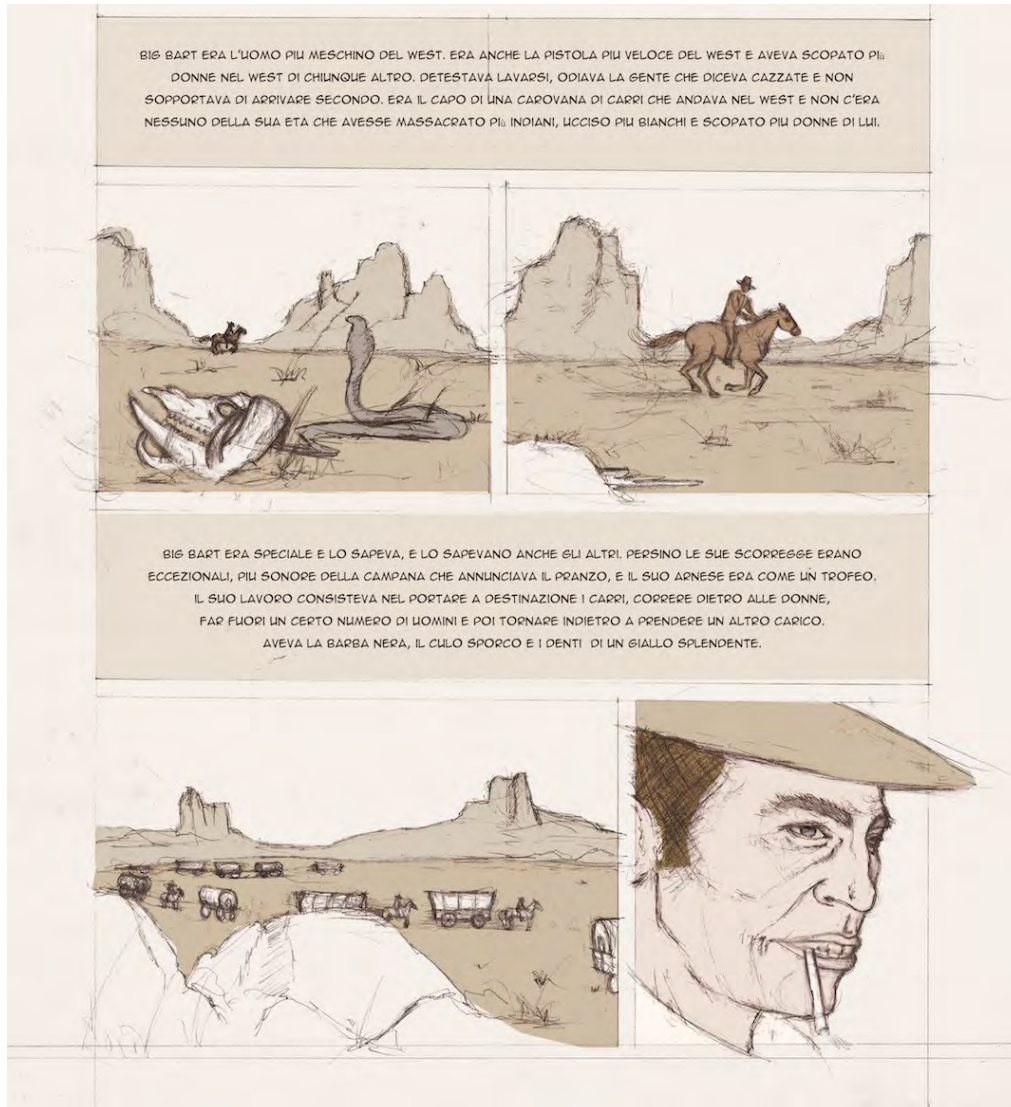 BIG BART ERA L'UOMO PIU MESCHINO DEL WEST. ERA ANCHE LA PISTOLA PIU VELOCE DEL WEST E AVEVA SCOPATO PIù
DONNE NEL WEST DI CHIUNQUE ALTRO. DETESTAVA LAVARSI, ODIAVA LA GENTE CHE DICEVA CAZZATE E NON
SOPPORTAVA DI ARRIVARE SECONDO. ERA IL CAPO DI UNA CAROVANA DI CARRI CHE ANDAVA NEL WEST E NON C'ERA
NESSUNO DELLA SUA ETA CHE AVESSE MASSACRATO PIù INDIANI, UCCISO PIU BIANCHI E SCOPATO PIU DONNE DI LUI.
BIG BART ERA SPECIALE E LO SAPEVA, E LO SAPEVANO ANCHE GLI ALTRI. PERSINO LE SUE SCORREGGE ERANO
ECCEZIONALI, PIU SONORE DELLA CAMPANA CHE ANNUNCIAVA IL PRANZO, E IL SUO ARNESE ERA COME UN TROFEO.
IL SUO LAVORO CONSISTEVA NEL PORTARE A DESTINAZIONE I CARRI, CORRERE DIETRO ALLE DONNE,
FAR FUORI UN CERTO NUMERO DI UOMINI E POI TORNARE INDIETRO A PRENDERE UN ALTRO CARICO.
AVEVA LA BARBA NERA, IL CULO SPORCO E I DENTI DI UN GIALLO SPLENDENTE.